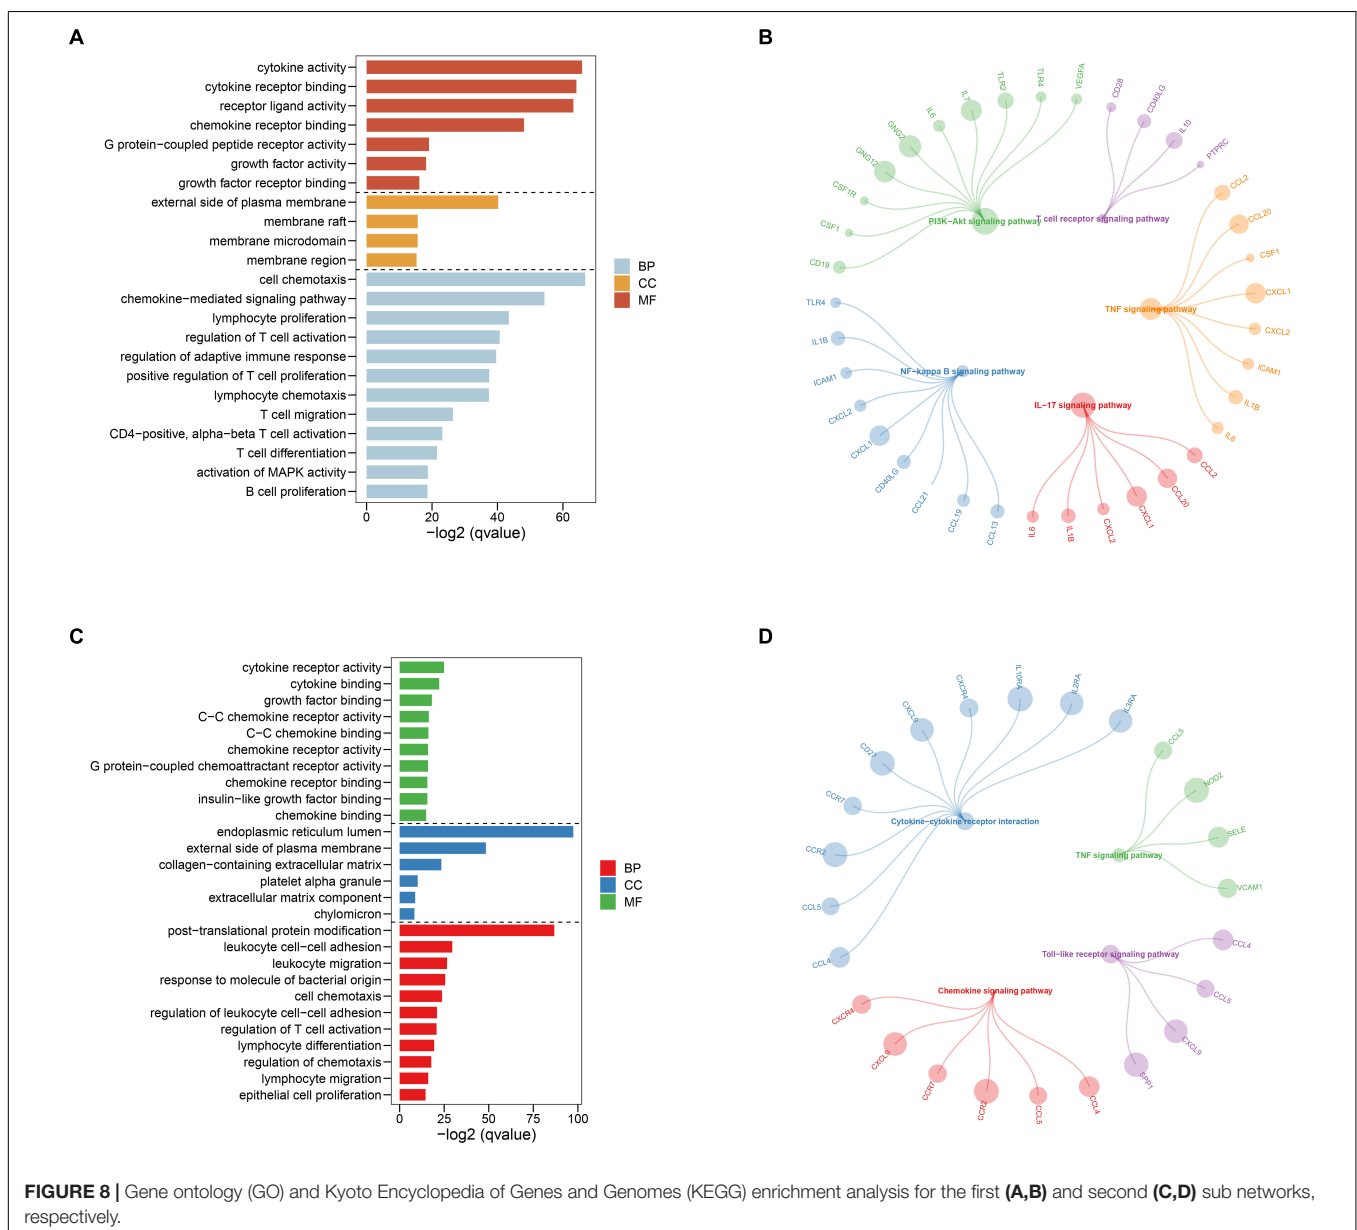 A
cytokine activity
cytokine receptor binding
receptor ligand activity
chemokine receptor binding
G protein−coupled peptide receptor activity
growth factor activity
growth factor receptor binding
external side of plasma membrane
membrane raft
membrane microdomain
membrane region
cell chemotaxis
chemokine−mediated signaling pathway
lymphocyte proliferation
regulation of T cell activation
regulation of adaptive immune response
positive regulation of T cell proliferation
lymphocyte chemotaxis
T cell migration
CD4−positive, alpha−beta T cell activation
T cell differentiation
activation of MAPK activity
B cell proliferation
0 20 40 60
−log2 (qvalue)
BP
CC
MF
B
CD19
CSF1
CSF1R
GNG12
GNG2
IL6
IL7
TLR2
TLR4
VEGFA
PI3K−Akt signaling pathway
CD28
CD40LG
IL10
PTPRC
T cell receptor signaling pathway
CCL2
CCL20
CSF1
CXCL1
CXCL2
ICAM1
IL1B
IL6
TNF signaling pathway
TLR4
IL1B
ICAM1
CXCL2
CXCL1
CD40LG
CCL21
CCL19
CCL13
NF−kappa B signaling pathway
IL−17 signaling pathway
IL6
IL1B
CXCL2
CXCL1
CCL20
CCL2
C
cytokine receptor activity
cytokine binding
growth factor binding
C−C chemokine receptor activity
C−C chemokine binding
chemokine receptor activity
G protein−coupled chemoattractant receptor activity
chemokine receptor binding
insulin−like growth factor binding
chemokine binding
endoplasmic reticulum lumen
external side of plasma membrane
collagen−containing extracellular matrix
platelet alpha granule
extracellular matrix component
chylomicron
post−translational protein modification
leukocyte cell−cell adhesion
leukocyte migration
response to molecule of bacterial origin
cell chemotaxis
regulation of leukocyte cell−cell adhesion
regulation of T cell activation
lymphocyte differentiation
regulation of chemotaxis
lymphocyte migration
epithelial cell proliferation
0 25 50 75 100
−log2 (qvalue)
BP
CC
MF
D
CCL4
CCL5
CCR2
CCR7
CD27
CXCL9
CXCR4
IL10RA
IL2RA
IL3RA
Cytokine−cytokine receptor interaction
CCL5
NOD2
SELE
VCAM1
TNF signaling pathway
Toll−like receptor signaling pathway
CCL4
CCL5
CXCL9
SPP1
Chemokine signaling pathway
CXCR4
CXCL9
CCR7
CCR2
CCL5
CCL4
FIGURE 8 | Gene ontology (GO) and Kyoto Encyclopedia of Genes and Genomes (KEGG) enrichment analysis for the first (A,B) and second (C,D) sub networks,
respectively.